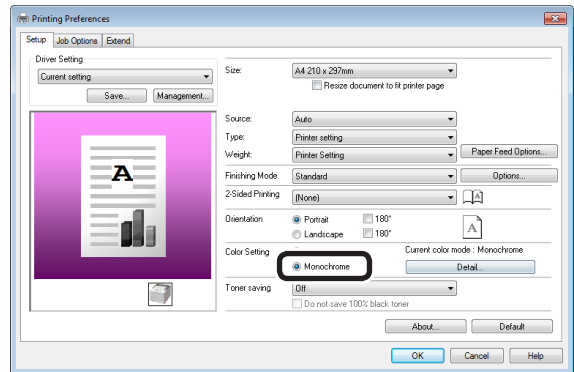 Printing Preferences
Setup Job Options Extend
Driver Setting
Current setting
Save... Management...
Size: A4 210 x 297mm
Resize document to fit printer page
Source: Auto
Type: Printer setting
Weight: Printer Setting Paper Feed Options...
Finishing Mode Standard Options...
2-Sided Printing (None)
Orientation Portrait 180°
Landscape 180°
A
A
Color Setting Current color mode : Monochrome
Monochrome Detail...
Toner saving Off
Do not save 100% black toner
About... Default
OK Cancel Help